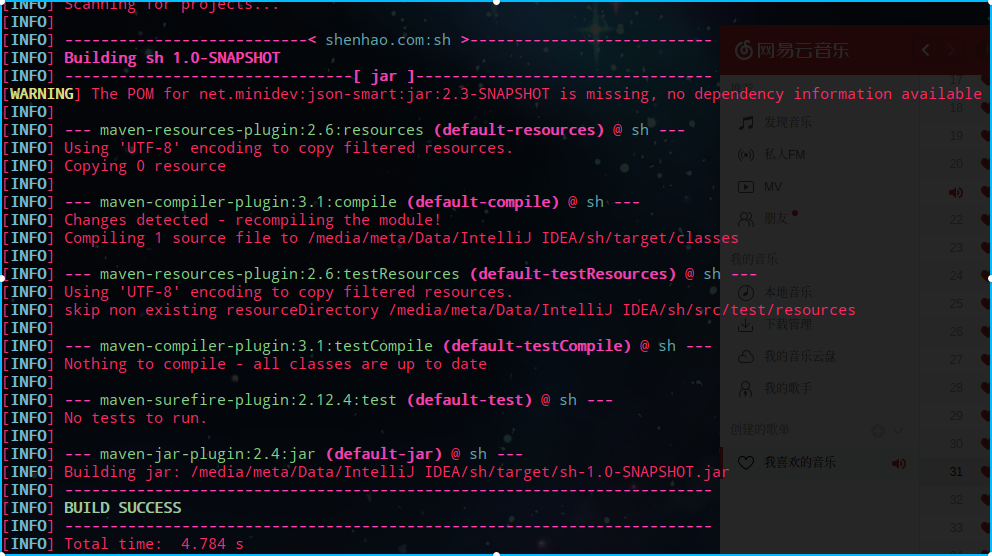 [INFO] Scanning for projects...
[INFO]
[INFO] ---------------------------< shenhao.com:sh >---------------------------
[INFO] Building sh 1.0-SNAPSHOT
[INFO] --------------------------------[ jar ]---------------------------------
[WARNING] The POM for net.minidev:json-smart:jar:2.3-SNAPSHOT is missing, no dependency information available
[INFO]
[INFO] --- maven-resources-plugin:2.6:resources (default-resources) @ sh ---
[INFO] Using 'UTF-8' encoding to copy filtered resources.
[INFO] Copying 0 resource
[INFO]
[INFO] --- maven-compiler-plugin:3.1:compile (default-compile) @ sh ---
[INFO] Changes detected - recompiling the module!
[INFO] Compiling 1 source file to /media/meta/Data/IntelliJ IDEA/sh/target/classes
[INFO]
[INFO] --- maven-resources-plugin:2.6:testResources (default-testResources) @ sh ---
[INFO] Using 'UTF-8' encoding to copy filtered resources.
[INFO] skip non existing resourceDirectory /media/meta/Data/IntelliJ IDEA/sh/src/test/resources
[INFO]
[INFO] --- maven-compiler-plugin:3.1:testCompile (default-testCompile) @ sh ---
[INFO] Nothing to compile - all classes are up to date
[INFO]
[INFO] --- maven-surefire-plugin:2.12.4:test (default-test) @ sh ---
[INFO] No tests to run.
[INFO]
[INFO] --- maven-jar-plugin:2.4:jar (default-jar) @ sh ---
[INFO] Building jar: /media/meta/Data/IntelliJ IDEA/sh/target/sh-1.0-SNAPSHOT.jar
[INFO] ------------------------------------------------------------------------
[INFO] BUILD SUCCESS
[INFO] ------------------------------------------------------------------------
[INFO] Total time:  4.784 s
网易云音乐
发现音乐
私人FM
MV
朋友
我的音乐
本地音乐
下载管理
我的音乐云盘
我的歌手
创建的歌单
我喜欢的音乐
17
18
19
20
22
23
24
25
26
27
28
29
30
31
32
33